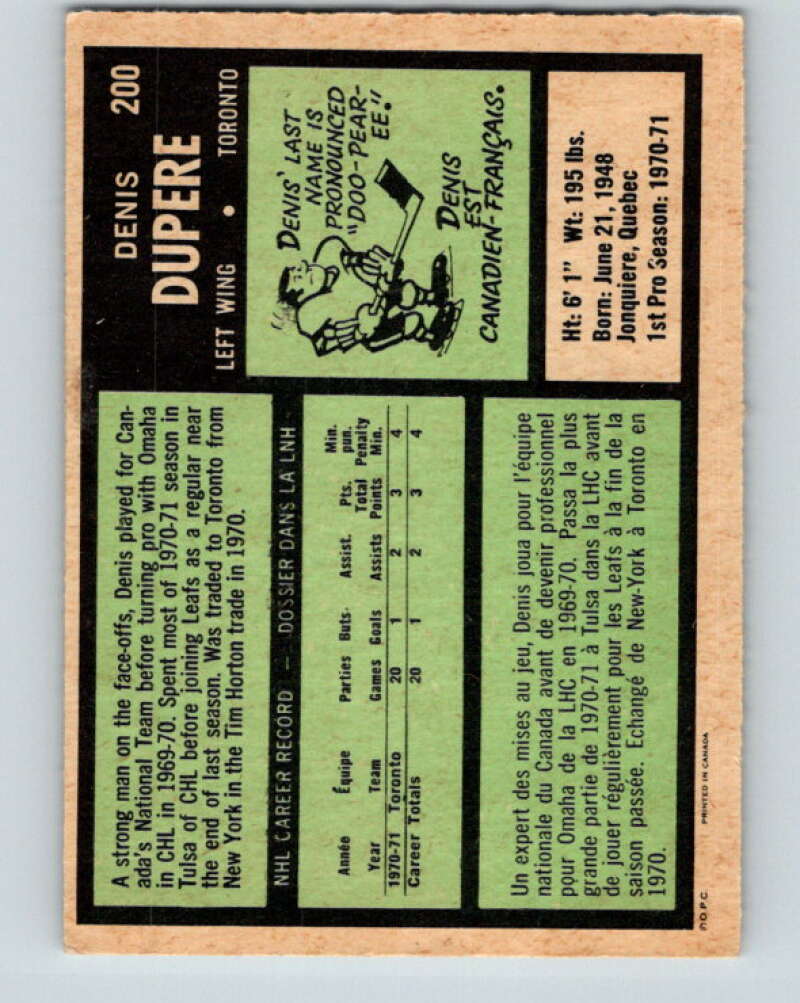 DENIS 200
DUPERE
LEFT WING • TORONTO
A strong man on the face-offs, Denis played for Can-
ada's National Team before turning pro with Omaha
in CHL in 1969-70. Spent most of 1970-71 season in
Tulsa of CHL before joining Leafs as a regular near
the end of last season. Was traded to Toronto from
New York in the Tim Horton trade in 1970.
DENIS' LAST
NAME IS
PRONOUNCED
"DOO-PEAR-
EE."
DENIS
EST
CANADIEN-FRANÇAIS.
NHL CAREER RECORD — DOSSIER DANS LA LNH
Année Équipe Parties Buts Assist. Pts. Min. pun.
Year Team Games Goals Assists Total Points Penalty Min.
1970-71 Toronto 20 1 2 3 4
Career Totals 20 1 2 3 4
Un expert des mises au jeu, Denis joua pour l'équipe
nationale du Canada avant de devenir professionnel
pour Omaha de la LHC en 1969-70. Passa la plus
grande partie de 1970-71 à Tulsa dans la LHC avant
de jouer régulièrement pour les Leafs à la fin de la
saison passée. Echangé de New-York à Toronto en
1970.
Ht: 6' 1" Wt: 195 lbs.
Born: June 21, 1948
Jonquiere, Quebec
1st Pro Season: 1970-71
©O.P.C. PRINTED IN CANADA